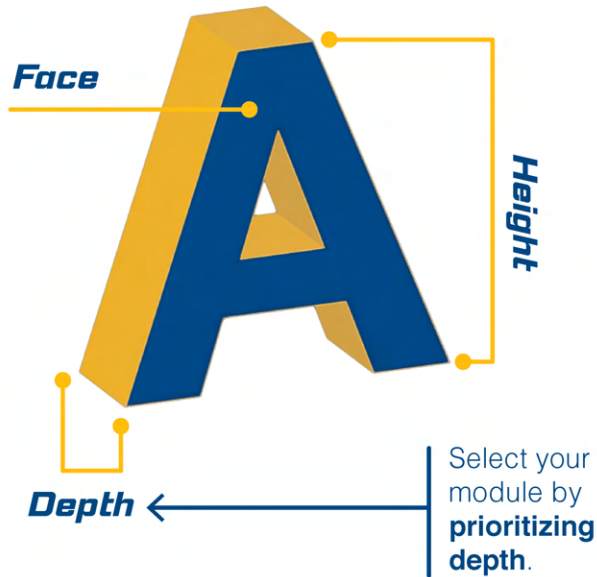 Face
A
Height
Depth
Select your
module by
prioritizing
depth.